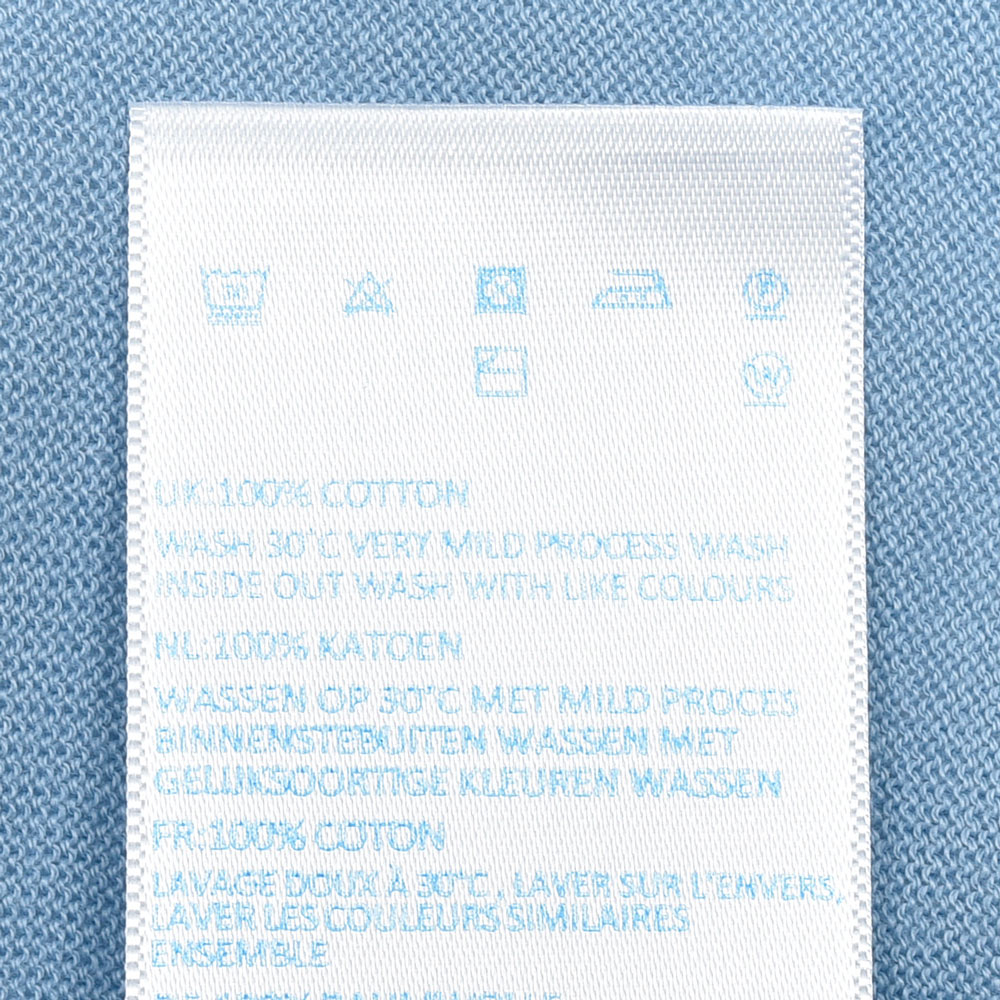 30
P
W
UK:100% COTTON
WASH 30°C VERY MILD PROCESS WASH
INSIDE OUT WASH WITH LIKE COLOURS
NL:100% KATOEN
WASSEN OP 30°C MET MILD PROCES
BINNENSTEBUITEN WASSEN MET
GELIJKSOORTIGE KLEUREN WASSEN
FR:100% COTON
LAVAGE DOUX À 30°C, LAVER SUR L'ENVERS,
LAVER LES COULEURS SIMILAIRES
ENSEMBLE